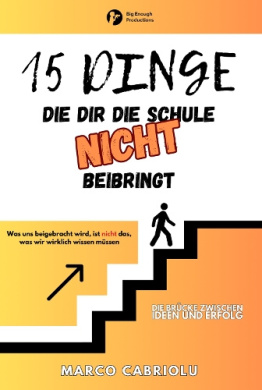 Big Enough
Productions
15 DINGE
DIE DIR DIE SCHULE
NICHT
BEIBRINGT
Was uns beigebracht wird, ist nicht das,
was wir wirklich wissen müssen
DIE BRÜCKE ZWISCHEN
IDEEN UND ERFOLG
MARCO CABRIOLU